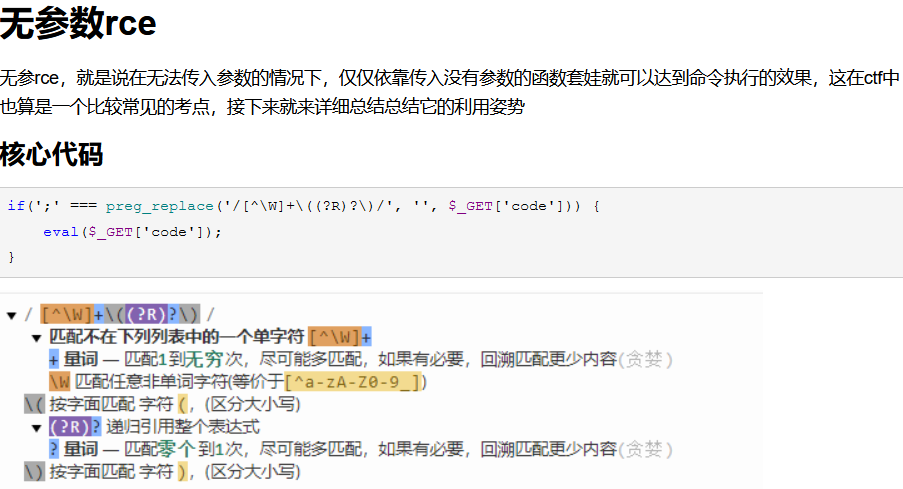 无参数rce
无参rce，就是说在无法传入参数的情况下，仅仅依靠传入没有参数的函数套娃就可以达到命令执行的效果，这在ctf中
也算是一个比较常见的考点，接下来就来详细总结总结它的利用姿势
核心代码
if(';' === preg_replace('/[^\W]+\((?R)?\)/', '', $_GET['code'])) {
    eval($_GET['code']);
}
▼ / [^\W]+\((?R)?\) /
▼ 匹配不在下列列表中的一个单字符 [^\W]+
+ 量词 — 匹配1到无穷次，尽可能多匹配，如果有必要，回溯匹配更少内容(贪婪)
\W 匹配任意非单词字符(等价于[^a-zA-Z0-9_])
\( 按字面匹配 字符 (，(区分大小写)
▼ (?R)? 递归引用整个表达式
? 量词 — 匹配零个 到1次，尽可能多匹配，如果有必要，回溯匹配更少内容(贪婪)
\) 按字面匹配 字符 )，(区分大小写)